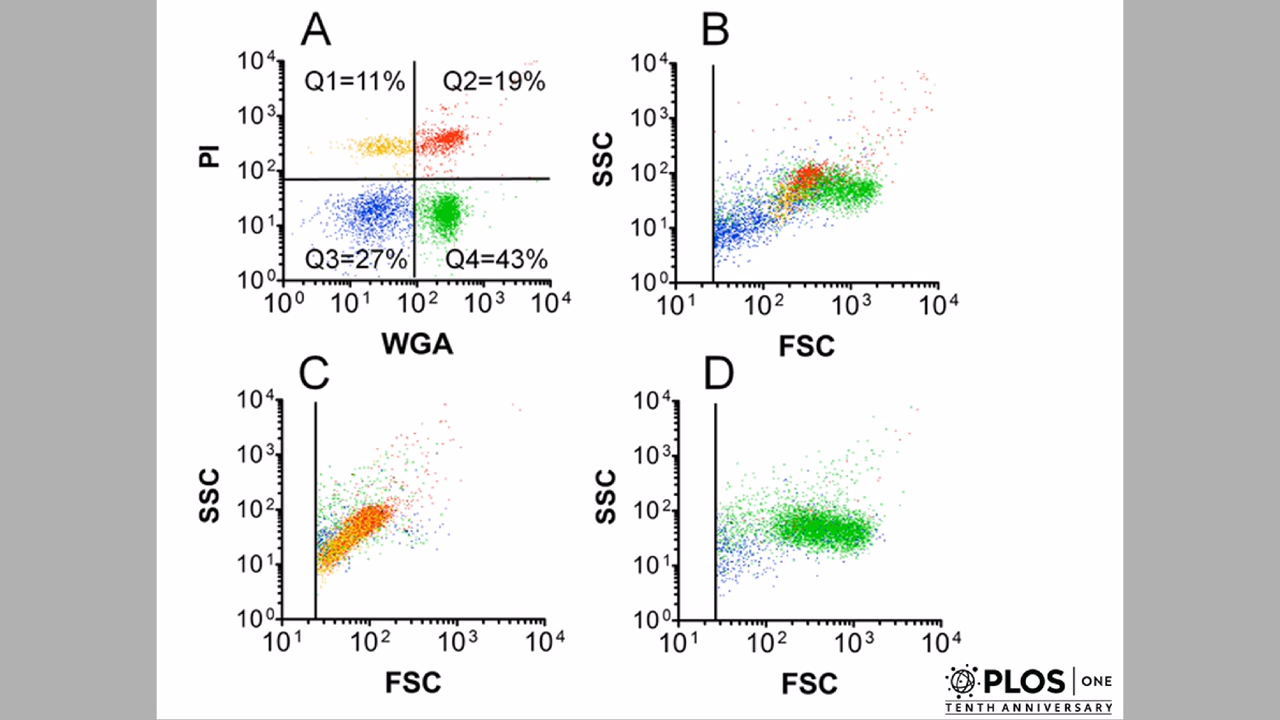 A
B
10⁴
10³
10²
10¹
10⁰
PI
Q1=11%
Q2=19%
Q3=27%
Q4=43%
10⁰
10¹
10²
10³
10⁴
WGA
10⁴
10³
10²
10¹
10⁰
SSC
10¹
10²
10³
10⁴
FSC
C
D
10⁴
10³
10²
10¹
10⁰
SSC
10¹
10²
10³
10⁴
FSC
10⁴
10³
10²
10¹
10⁰
SSC
10¹
10²
10³
10⁴
FSC
PLOS | ONE
TENTH ANNIVERSARY